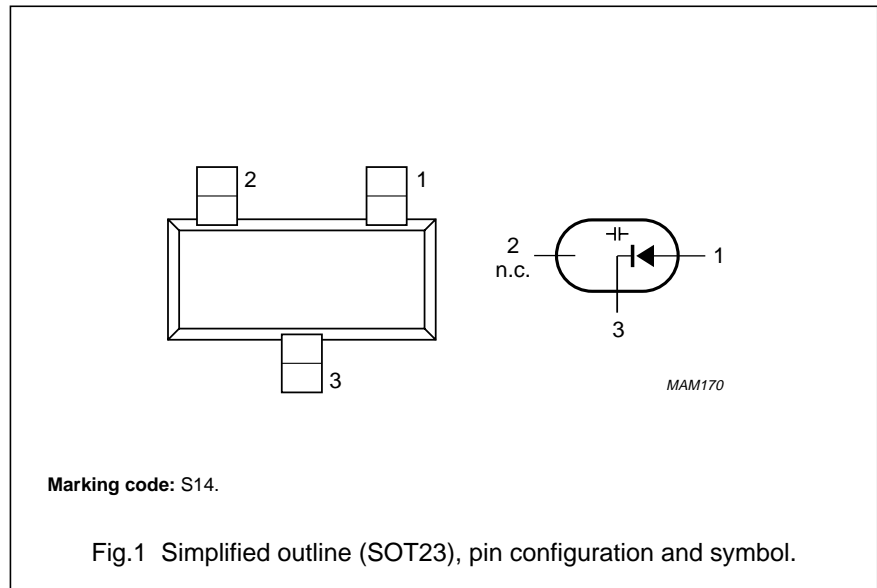 2
1
3
2
n.c.
1
3
MAM170
Marking code: S14.
Fig.1 Simplified outline (SOT23), pin configuration and symbol.